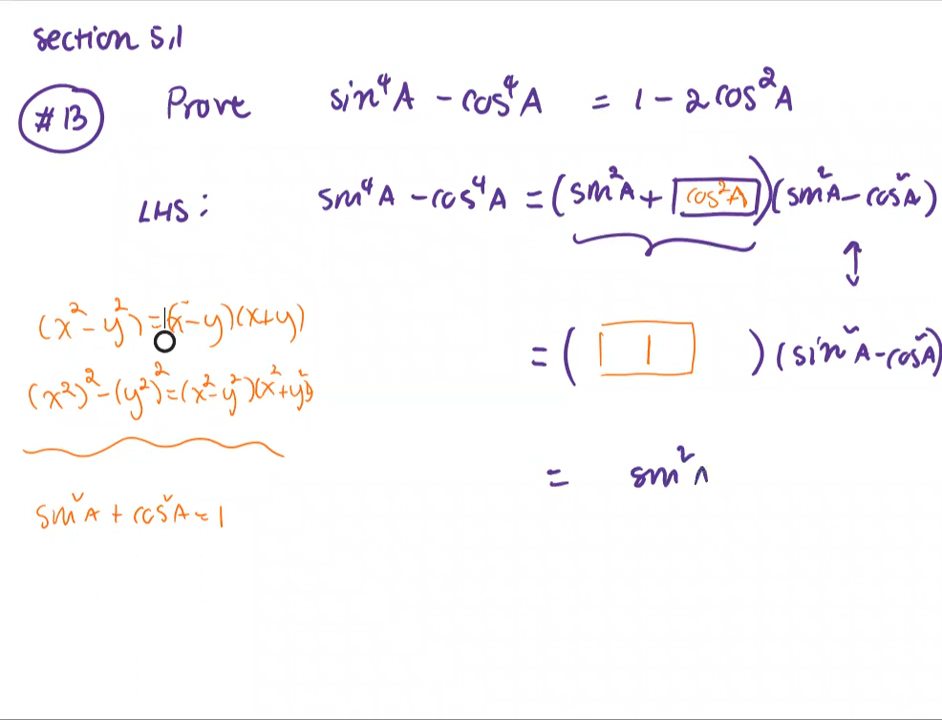 section 5.1
#13 Prove sin⁴A - cos⁴A = 1 - 2cos²A
LHS: sin⁴A - cos⁴A = (sin²A + cos²A)(sin²A - cos²A)
(x² - y²) = (x - y)(x + y)
= ( 1 )(sin²A - cos²A)
(x²)² - (y²)² = (x² - y²)(x² + y²)
= sin²A
sin²A + cos²A = 1